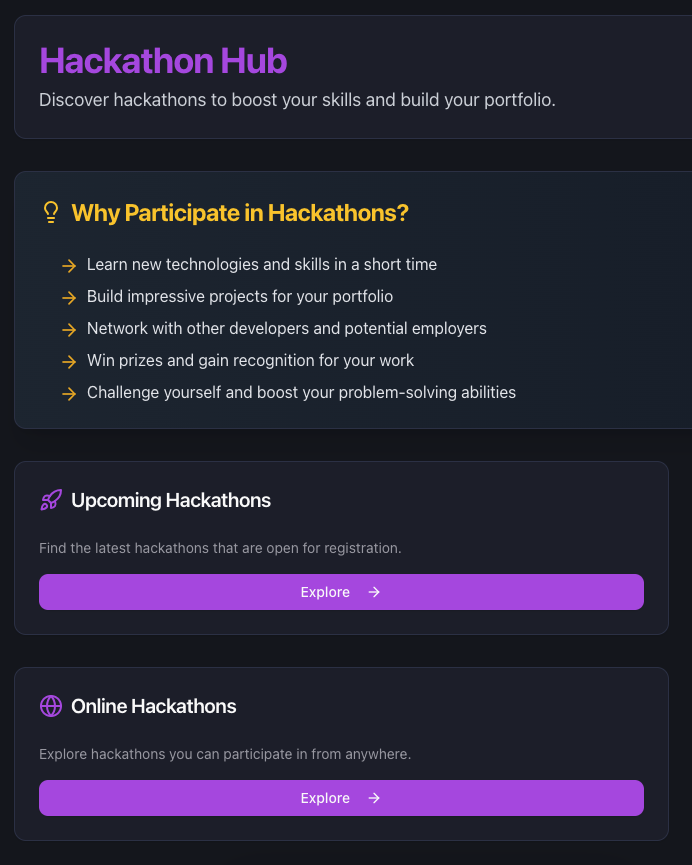 Hackathon Hub
Discover hackathons to boost your skills and build your portfolio.
Why Participate in Hackathons?
Learn new technologies and skills in a short time
Build impressive projects for your portfolio
Network with other developers and potential employers
Win prizes and gain recognition for your work
Challenge yourself and boost your problem-solving abilities
Upcoming Hackathons
Find the latest hackathons that are open for registration.
Explore
Online Hackathons
Explore hackathons you can participate in from anywhere.
Explore